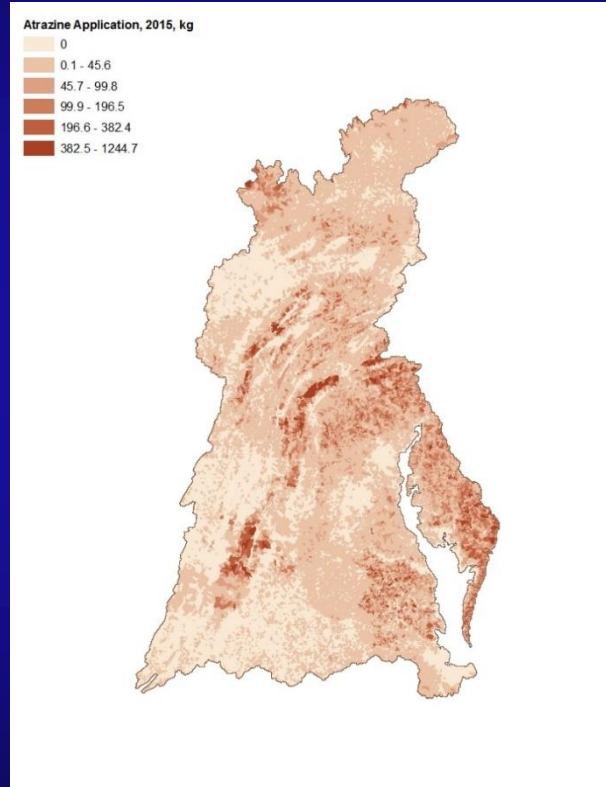 Atrazine Application, 2015, kg
0
0.1 - 45.6
45.7 - 99.8
99.9 - 196.5
196.6 - 382.4
382.5 - 1244.7